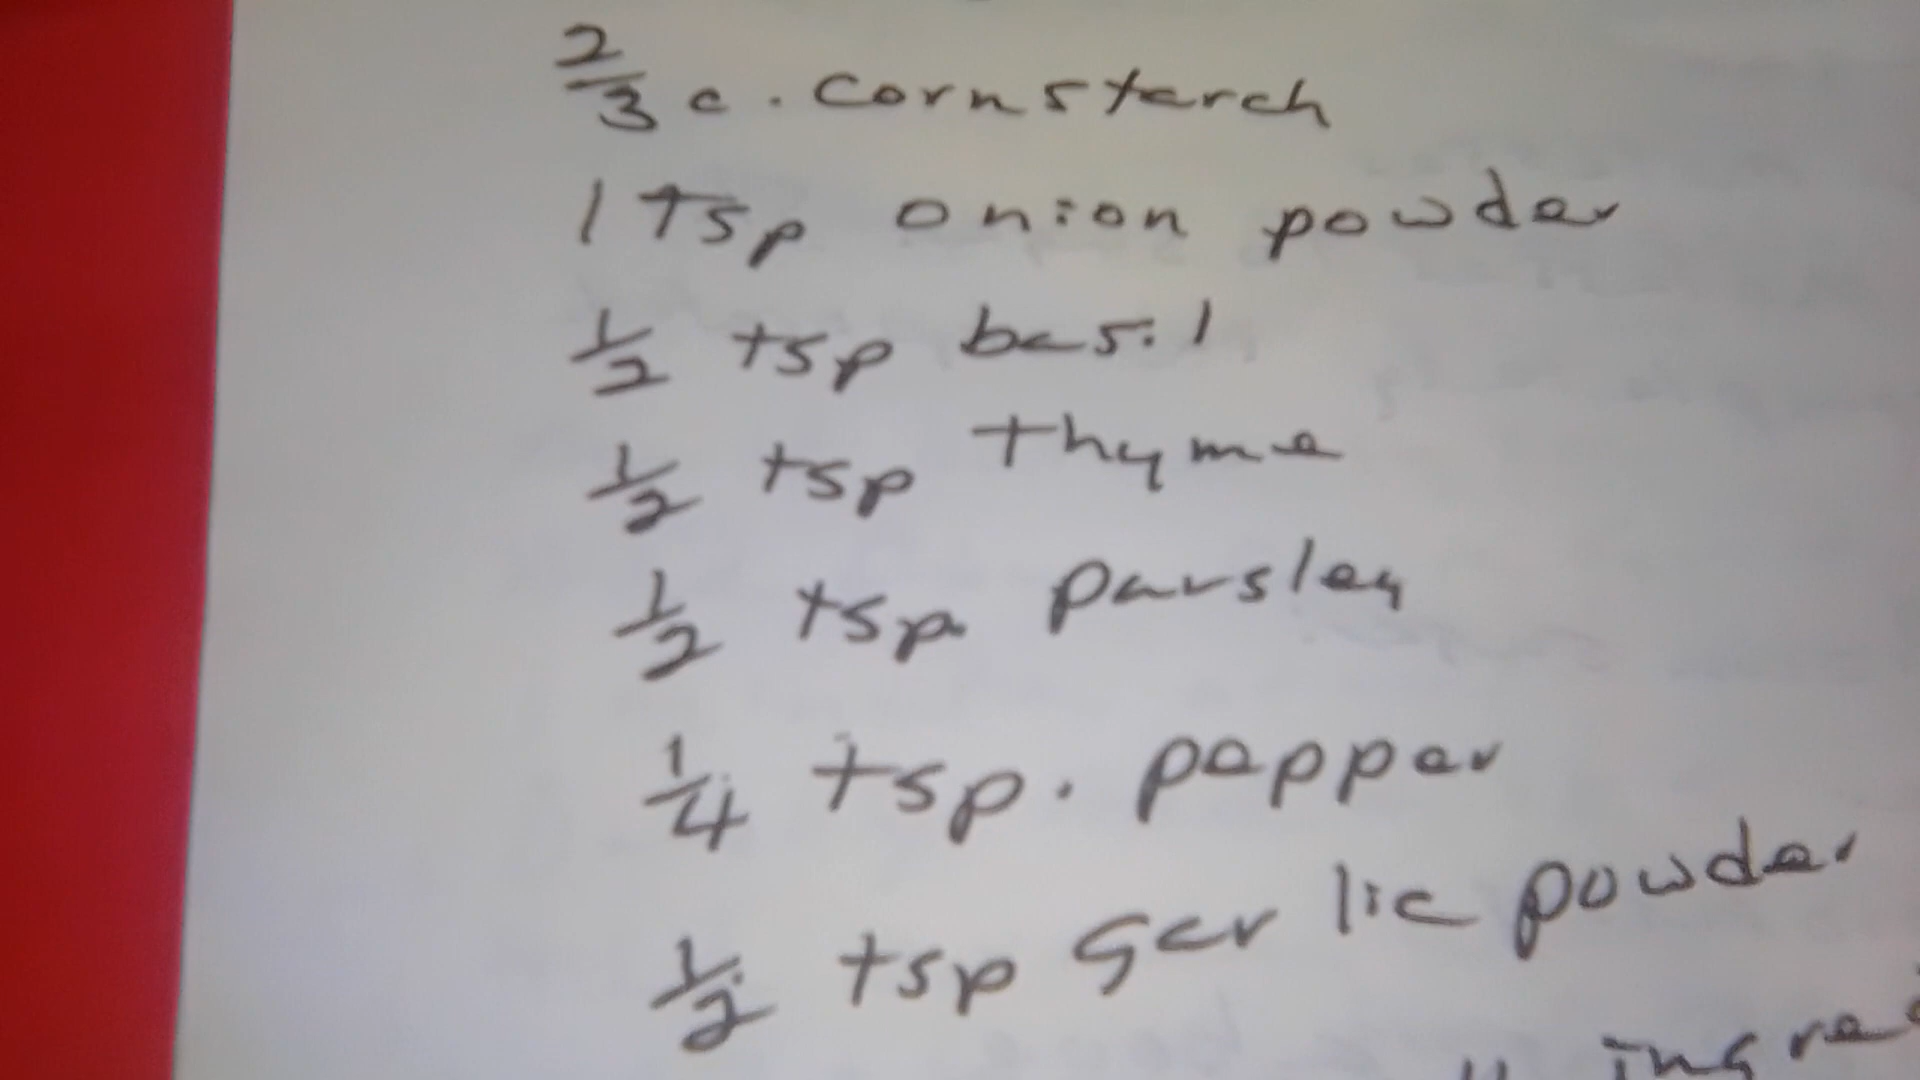 2/3 c. cornstarch
1 tsp onion powder
1/2 tsp basil
1/2 tsp thyme
1/2 tsp parsley
1/4 tsp. pepper
1/2 tsp garlic powder